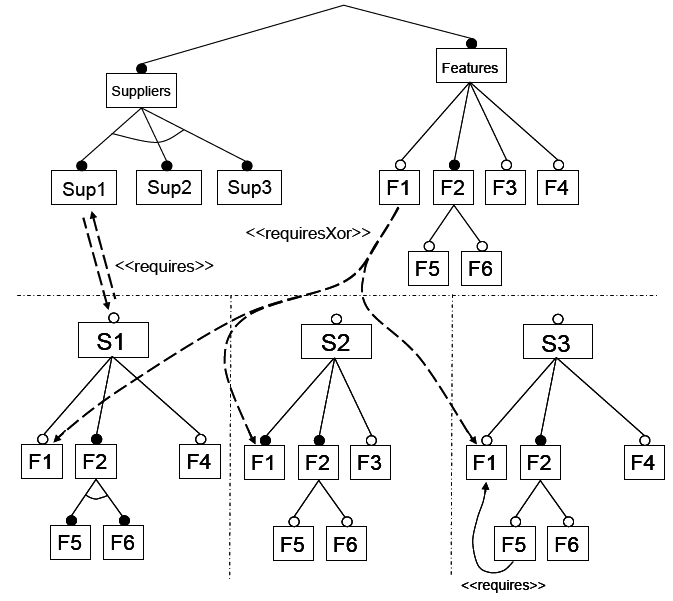 Suppliers
Features
Sup1 Sup2 Sup3
F1 F2 F3 F4
<<requiresXor>>
<<requires>>
F5 F6
S1
S2
S3
F1 F2 F4
F1 F2 F3
F1 F2 F4
F5 F6
F5 F6
F5 F6
<<requires>>